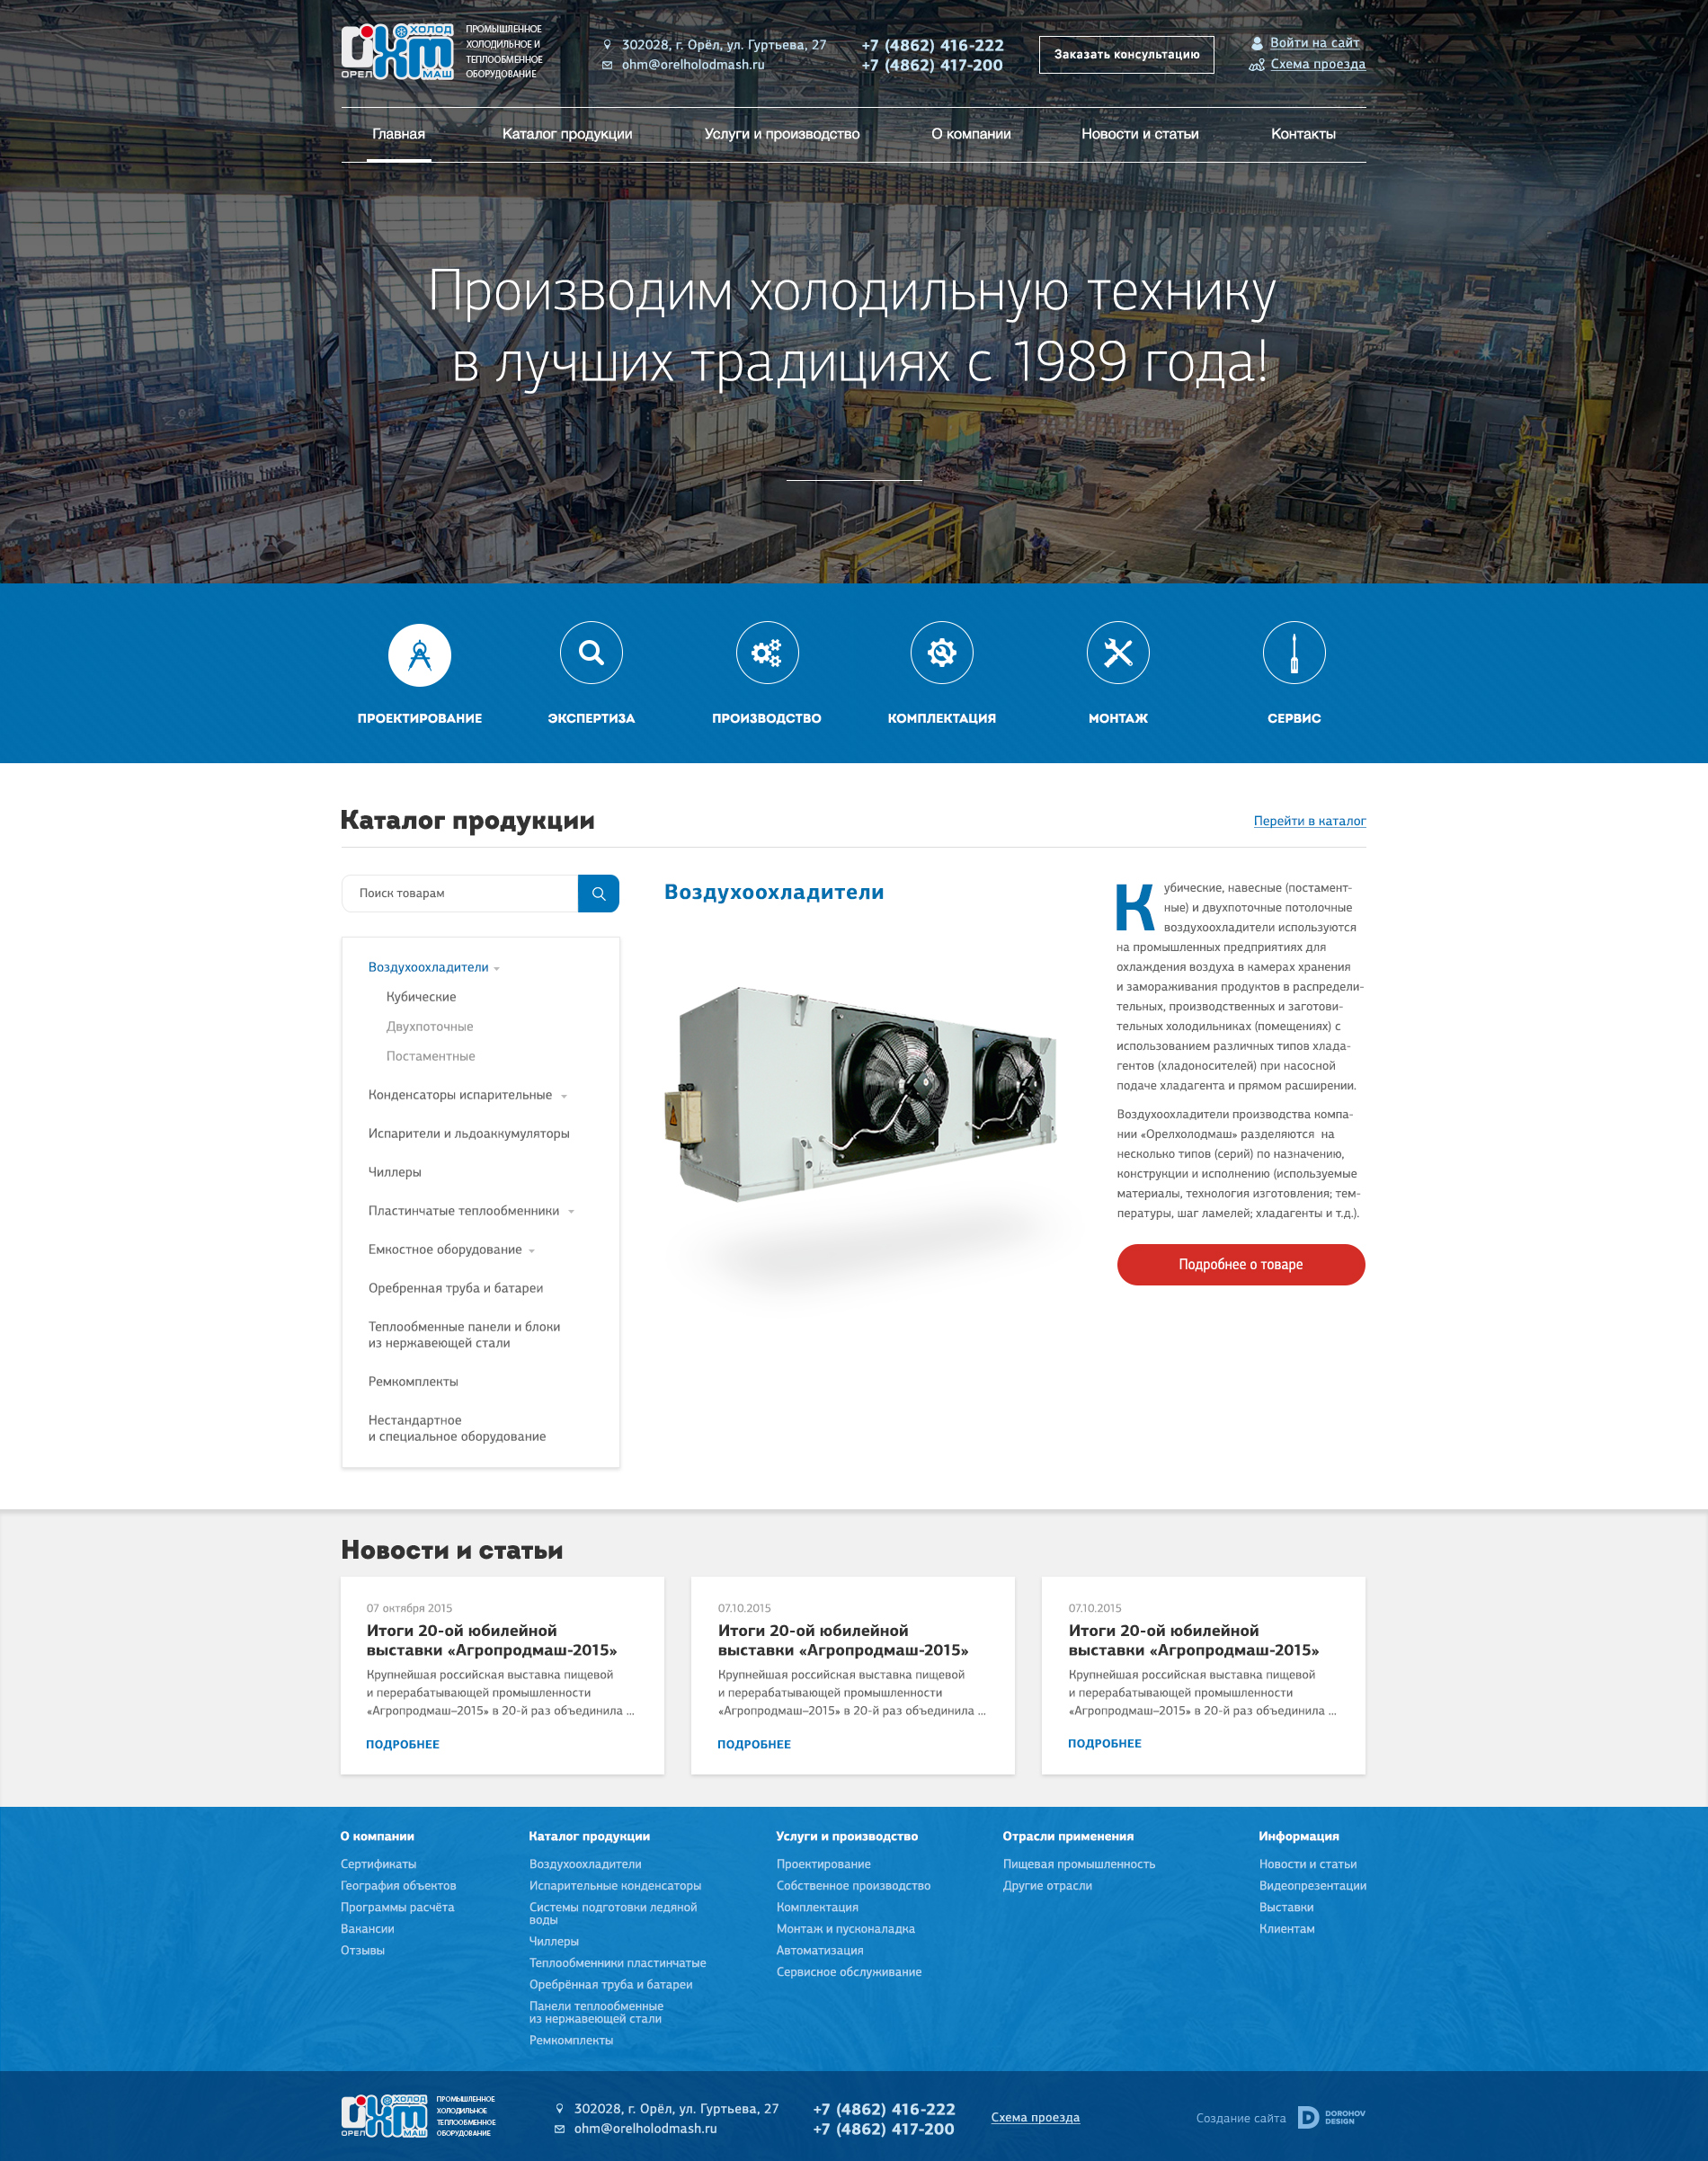 ОХМ
ХОЛОД
ОРЕЛ
МАШ
ПРОМЫШЛЕННОЕ
ХОЛОДИЛЬНОЕ И
ТЕПЛООБМЕННОЕ
ОБОРУДОВАНИЕ
302028, г. Орёл, ул. Гуртьева, 27
ohm@orelholodmash.ru
+7 (4862) 416-222
+7 (4862) 417-200
Заказать консультацию
Войти на сайт
Схема проезда
Главная
Каталог продукции
Услуги и производство
О компании
Новости и статьи
Контакты
Производим холодильную технику
в лучших традициях с 1989 года!
ПРОЕКТИРОВАНИЕ
ЭКСПЕРТИЗА
ПРОИЗВОДСТВО
КОМПЛЕКТАЦИЯ
МОНТАЖ
СЕРВИС
Каталог продукции
Перейти в каталог
Поиск товарам
Воздухоохладители
Кубические
Двухпоточные
Постаментные
Конденсаторы испарительные
Испарители и льдоаккумуляторы
Чиллеры
Пластинчатые теплообменники
Емкостное оборудование
Оребренная труба и батареи
Теплообменные панели и блоки
из нержавеющей стали
Ремкомплекты
Нестандартное
и специальное оборудование
Воздухоохладители
Кубические, навесные (постамент-
ные) и двухпоточные потолочные
воздухоохладители используются
на промышленных предприятиях для
охлаждения воздуха в камерах хранения
и замораживания продуктов в распредели-
тельных, производственных и заготови-
тельных холодильниках (помещениях) с
использованием различных типов хлада-
гентов (хладоносителей) при насосной
подаче хладагента и прямом расширении.
Воздухоохладители производства компа-
нии «Орелхолодмаш» разделяются  на
несколько типов (серий) по назначению,
конструкции и исполнению (используемые
материалы, технология изготовления; тем-
пературы, шаг ламелей; хладагенты и т.д.).
Подробнее о товаре
Новости и статьи
07 октября 2015
Итоги 20-ой юбилейной
выставки «Агропродмаш-2015»
Крупнейшая российская выставка пищевой
и перерабатывающей промышленности
«Агропродмаш–2015» в 20-й раз объединила ...
ПОДРОБНЕЕ
07.10.2015
Итоги 20-ой юбилейной
выставки «Агропродмаш-2015»
Крупнейшая российская выставка пищевой
и перерабатывающей промышленности
«Агропродмаш–2015» в 20-й раз объединила ...
ПОДРОБНЕЕ
07.10.2015
Итоги 20-ой юбилейной
выставки «Агропродмаш-2015»
Крупнейшая российская выставка пищевой
и перерабатывающей промышленности
«Агропродмаш–2015» в 20-й раз объединила ...
ПОДРОБНЕЕ
О компании
Сертификаты
География объектов
Программы расчёта
Вакансии
Отзывы
Каталог продукции
Воздухоохладители
Испарительные конденсаторы
Системы подготовки ледяной
воды
Чиллеры
Теплообменники пластинчатые
Оребрённая труба и батареи
Панели теплообменные
из нержавеющей стали
Ремкомплекты
Услуги и производство
Проектирование
Собственное производство
Комплектация
Монтаж и пусконаладка
Автоматизация
Сервисное обслуживание
Отрасли применения
Пищевая промышленность
Другие отрасли
Информация
Новости и статьи
Видеопрезентации
Выставки
Клиентам
ОХМ
ХОЛОД
ОРЕЛ
МАШ
ПРОМЫШЛЕННОЕ
ХОЛОДИЛЬНОЕ
ТЕПЛООБМЕННОЕ
ОБОРУДОВАНИЕ
302028, г. Орёл, ул. Гуртьева, 27
ohm@orelholodmash.ru
+7 (4862) 416-222
+7 (4862) 417-200
Схема проезда
Создание сайта
DOROHOV
DESIGN